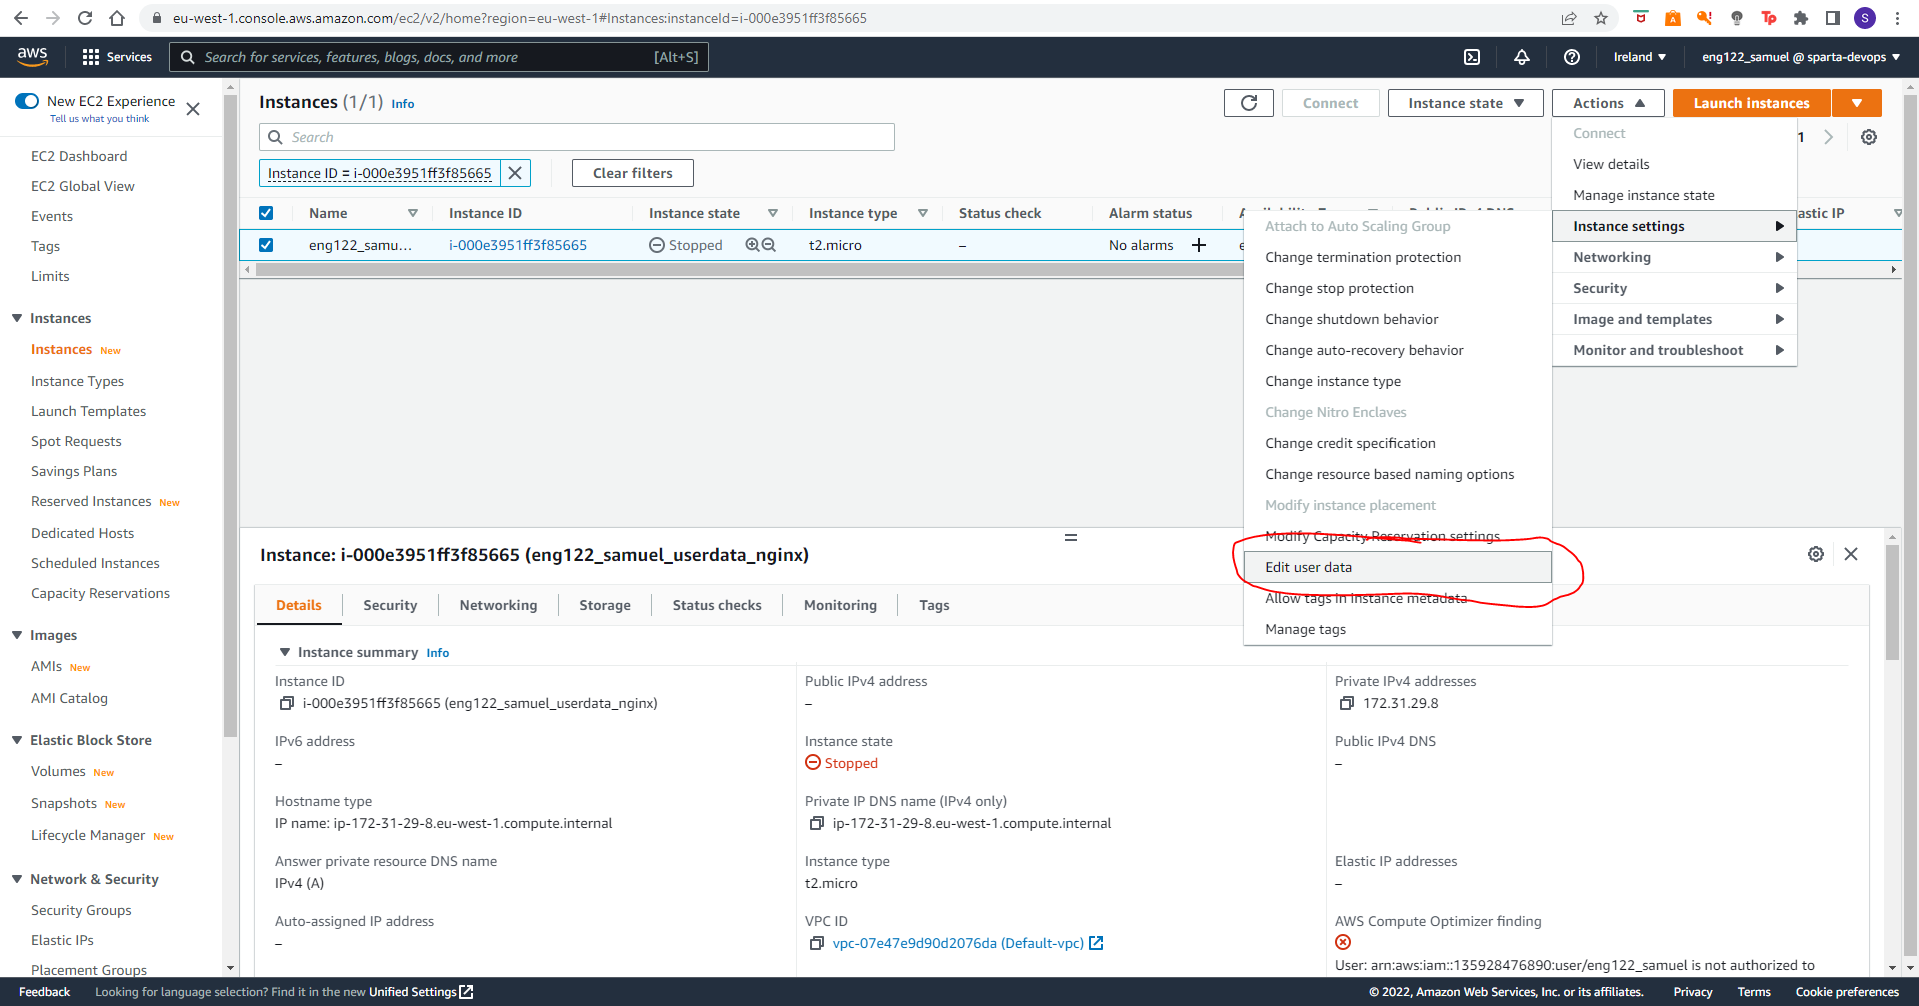 eu-west-1.console.aws.amazon.com/ec2/v2/home?region=eu-west-1#Instances:instanceId=i-000e3951ff3f85665
S
aws
Services
Search for services, features, blogs, docs, and more
[Alt+S]
Ireland
eng122_samuel @ sparta-devops
New EC2 Experience
Tell us what you think
EC2 Dashboard
EC2 Global View
Events
Tags
Limits
Instances
Instances New
Instance Types
Launch Templates
Spot Requests
Savings Plans
Reserved Instances New
Dedicated Hosts
Scheduled Instances
Capacity Reservations
Images
AMIs New
AMI Catalog
Elastic Block Store
Volumes New
Snapshots New
Lifecycle Manager New
Network & Security
Security Groups
Elastic IPs
Placement Groups
Instances (1/1) Info
Connect
Instance state
Actions
Launch instances
Search
1
Instance ID = i-000e3951ff3f85665
Clear filters
Name
Instance ID
Instance state
Instance type
Status check
Alarm status
eng122_samu...
i-000e3951ff3f85665
Stopped
t2.micro
–
No alarms
Connect
View details
Manage instance state
Instance settings
Networking
Security
Image and templates
Monitor and troubleshoot
Attach to Auto Scaling Group
Change termination protection
Change stop protection
Change shutdown behavior
Change auto-recovery behavior
Change instance type
Change Nitro Enclaves
Change credit specification
Change resource based naming options
Modify instance placement
Modify Capacity Reservation settings
Edit user data
Allow tags in instance metadata
Manage tags
Instance: i-000e3951ff3f85665 (eng122_samuel_userdata_nginx)
Details
Security
Networking
Storage
Status checks
Monitoring
Tags
Instance summary Info
Instance ID
i-000e3951ff3f85665 (eng122_samuel_userdata_nginx)
Public IPv4 address
–
Private IPv4 addresses
172.31.29.8
IPv6 address
–
Instance state
Stopped
Public IPv4 DNS
–
Hostname type
IP name: ip-172-31-29-8.eu-west-1.compute.internal
Private IP DNS name (IPv4 only)
ip-172-31-29-8.eu-west-1.compute.internal
Answer private resource DNS name
IPv4 (A)
Instance type
t2.micro
Elastic IP addresses
–
Auto-assigned IP address
–
VPC ID
vpc-07e47e9d90d2076da (Default-vpc)
AWS Compute Optimizer finding
User: arn:aws:iam::135928476890:user/eng122_samuel is not authorized to
Feedback
Looking for language selection? Find it in the new Unified Settings
© 2022, Amazon Web Services, Inc. or its affiliates.
Privacy
Terms
Cookie preferences